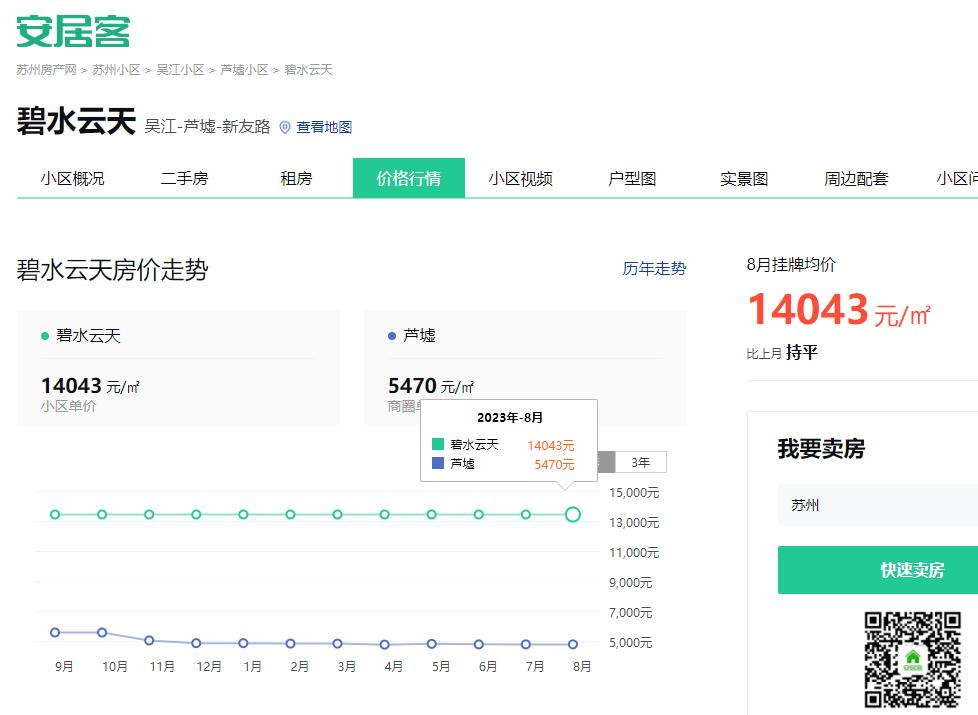 安居客
苏州房产网 > 苏州小区 > 吴江小区 > 芦墟小区 > 碧水云天
碧水云天 吴江-芦墟-新友路 查看地图
小区概况 二手房 租房 价格行情 小区视频 户型图 实景图 周边配套 小区问
碧水云天房价走势 历年走势
碧水云天
14043 元/㎡
小区单价
芦墟
5470 元/㎡
商圈
2023年-8月
碧水云天 14043元
芦墟 5470元
3年
15,000元
13,000元
11,000元
9,000元
7,000元
5,000元
9月 10月 11月 12月 1月 2月 3月 4月 5月 6月 7月 8月
8月挂牌均价
14043 元/㎡
比上月 持平
我要卖房
苏州
快速卖房